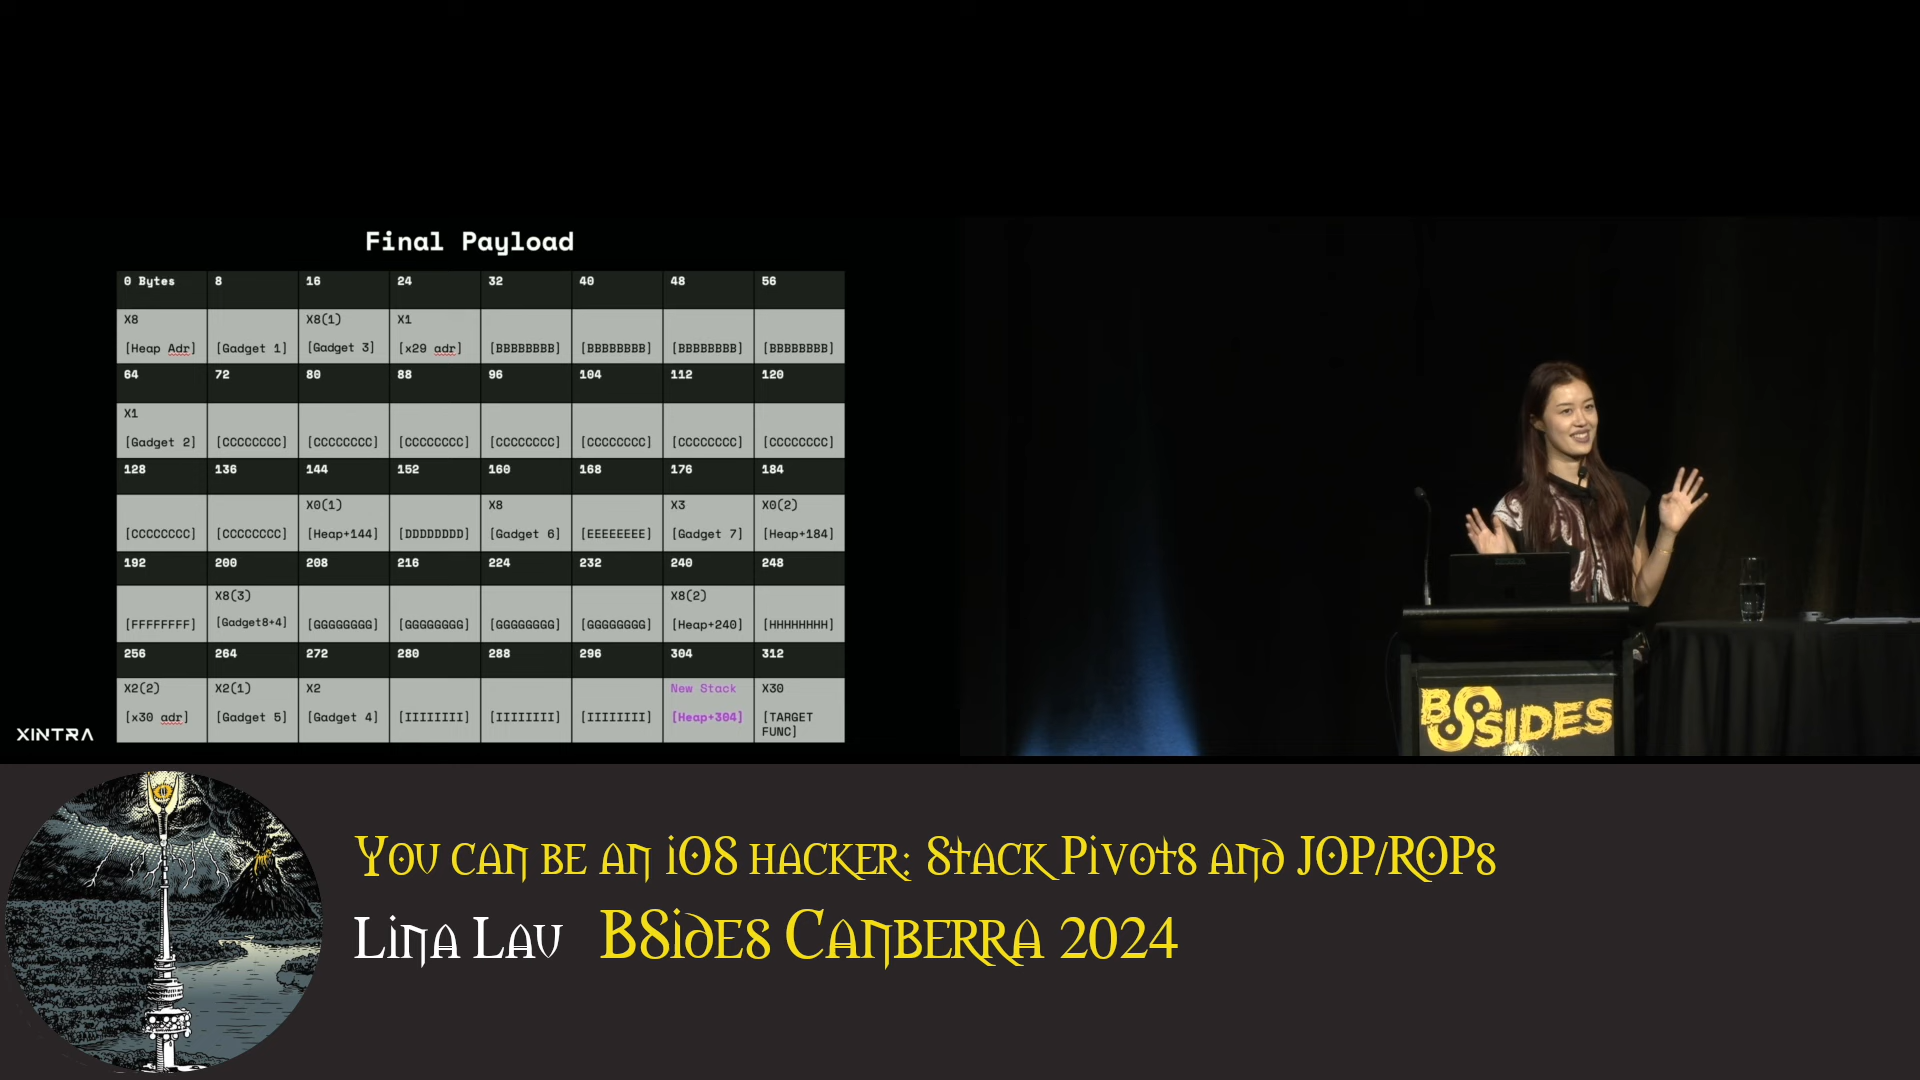 Final Payload
0 Bytes 8 16 24 32 40 48 56
X8 X8(1) X1
[Heap Adr] [Gadget 1] [Gadget 3] [x29 adr] [BBBBBBBB] [BBBBBBBB] [BBBBBBBB] [BBBBBBBB]
64 72 80 88 96 104 112 120
X1
[Gadget 2] [CCCCCCCC] [CCCCCCCC] [CCCCCCCC] [CCCCCCCC] [CCCCCCCC] [CCCCCCCC] [CCCCCCCC]
128 136 144 152 160 168 176 184
X0(1) X8 X3 X0(2)
[CCCCCCCC] [CCCCCCCC] [Heap+144] [DDDDDDDD] [Gadget 6] [EEEEEEEE] [Gadget 7] [Heap+184]
192 200 208 216 224 232 240 248
X8(3) X8(2)
[FFFFFFFF] [Gadget8+4] [GGGGGGGG] [GGGGGGGG] [GGGGGGGG] [GGGGGGGG] [Heap+240] [HHHHHHHH]
256 264 272 280 288 296 304 312
X2(2) X2(1) X2 New Stack X30
[x30 adr] [Gadget 5] [Gadget 4] [IIIIIIII] [IIIIIIII] [IIIIIIII] [Heap+304] [TARGET
FUNC]
XINTRA
BSIDES
You can be an iOS hacker: Stack Pivots and JOP/ROPs
Lina Lau BSides Canberra 2024